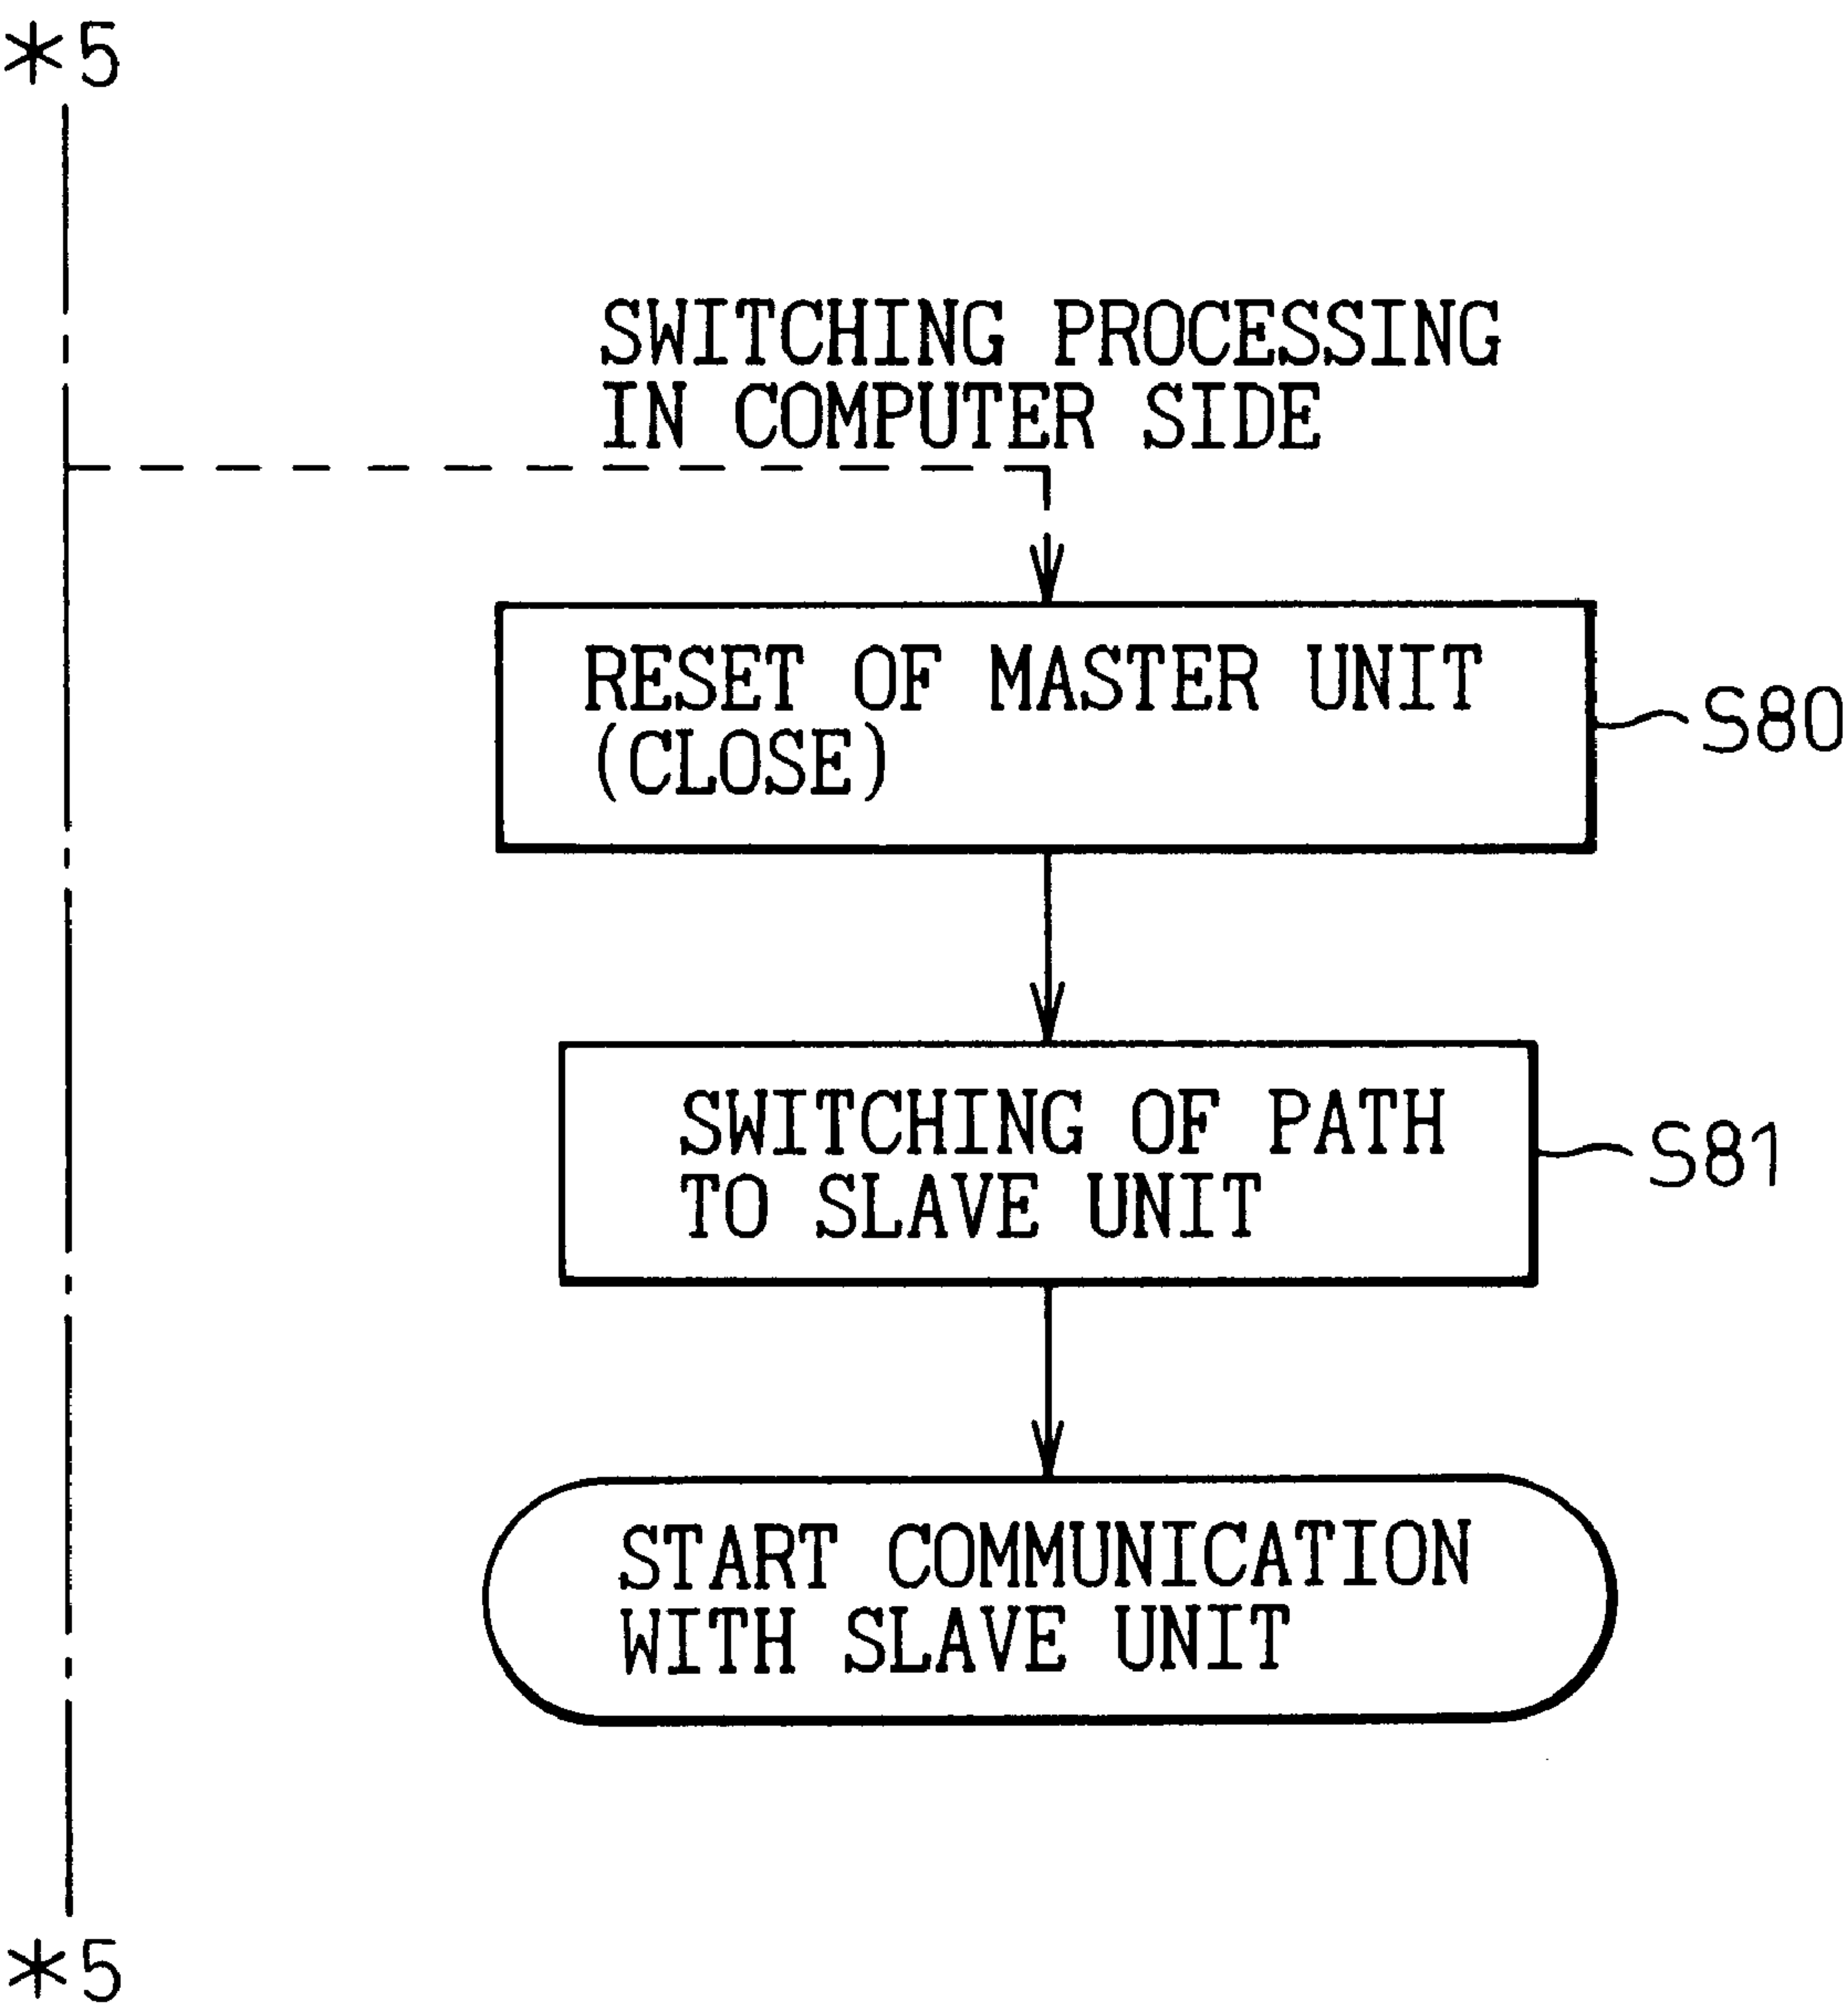 *5
SWITCHING PROCESSING
IN COMPUTER SIDE
RESET OF MASTER UNIT
(CLOSE)
S80
SWITCHING OF PATH
TO SLAVE UNIT
S81
START COMMUNICATION
WITH SLAVE UNIT
*5